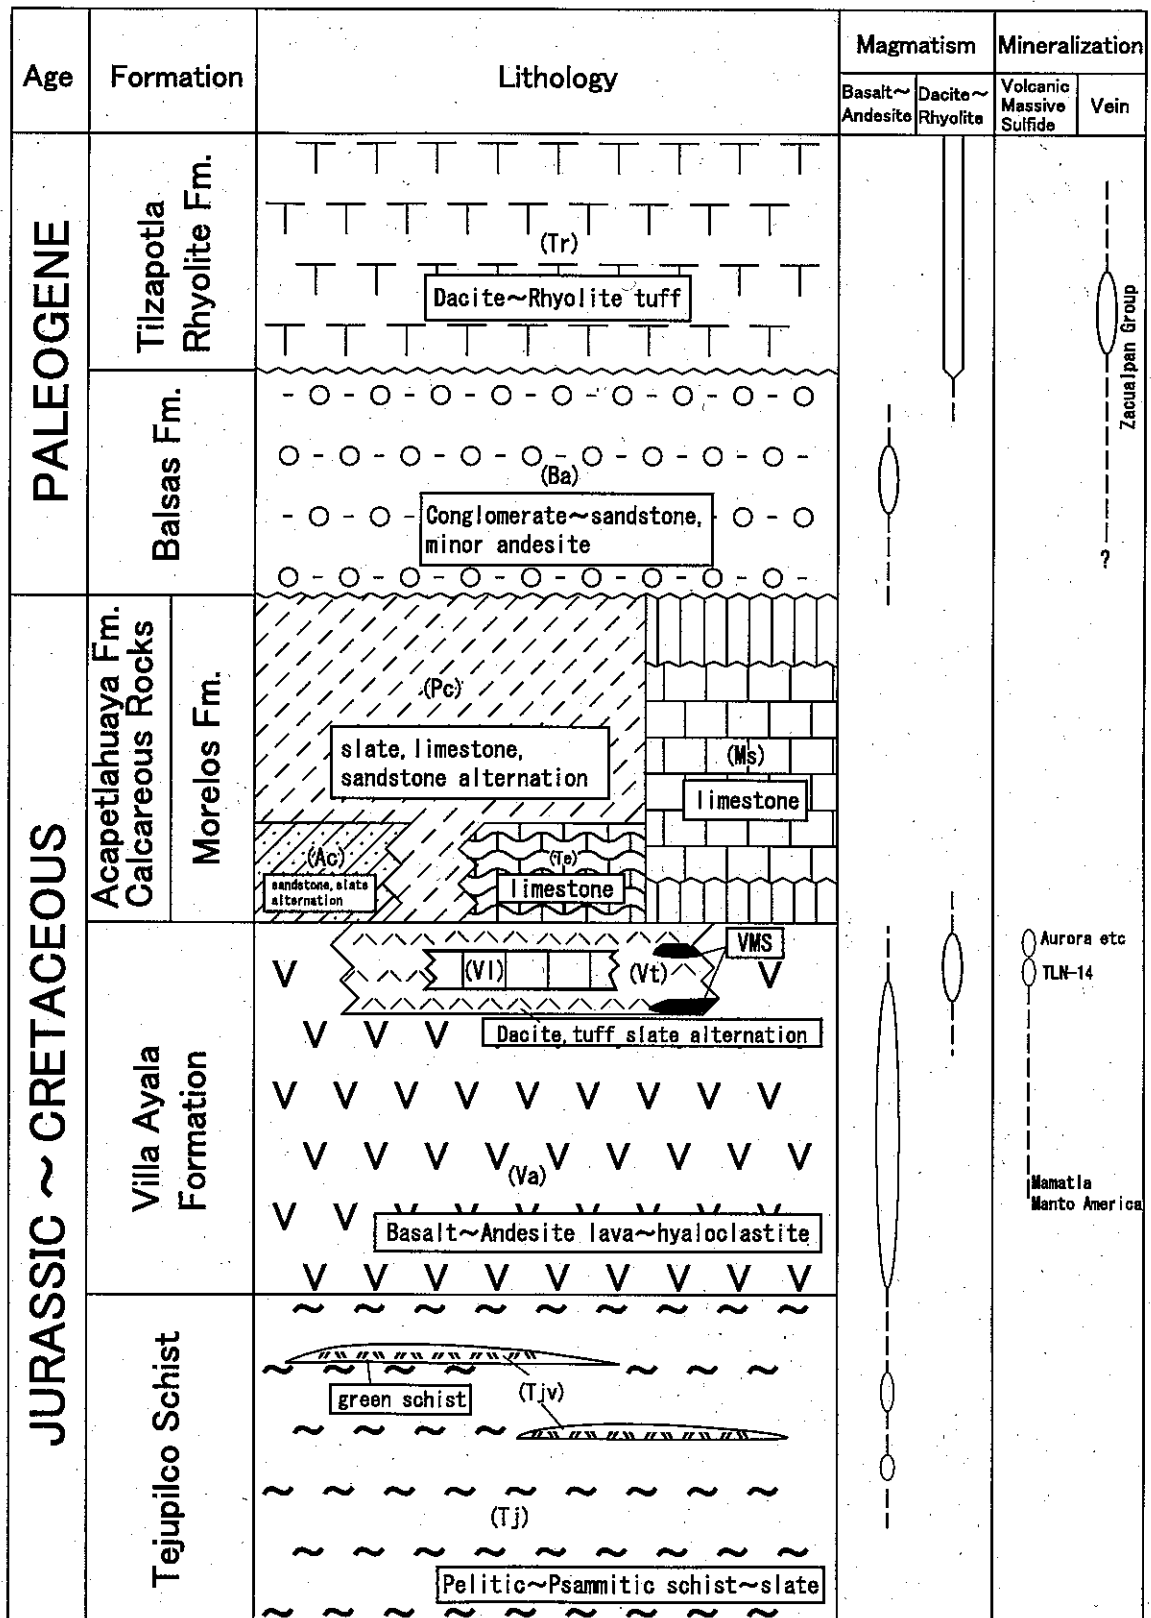 Age
Formation
Lithology
Magmatism
Mineralization
Basalt~
Andesite
Dacite~
Rhyolite
Volcanic
Massive
Sulfide
Vein
PALEOGENE
Tilzapotla
Rhyolite Fm.
(Tr)
Dacite~Rhyolite tuff
Zacualpan Group
Balsas Fm.
(Ba)
Conglomerate~sandstone,
minor andesite
?
JURASSIC ~ CRETACEOUS
Acapetlahuaya Fm.
Calcareous Rocks
Morelos Fm.
(Pc)
slate, limestone,
sandstone alternation
(Ms)
limestone
(Ac)
sandstone, slate
alternation
(Te)
limestone
Villa Ayala
Formation
VMS
(Vl)
(Vt)
Dacite, tuff slate alternation
Aurora etc
TLN-14
(Va)
Basalt~Andesite lava~hyaloclastite
Mamatla
Manto America
Tejupilco Schist
green schist
(Tjv)
(Tj)
Pelitic~Psammitic schist~slate